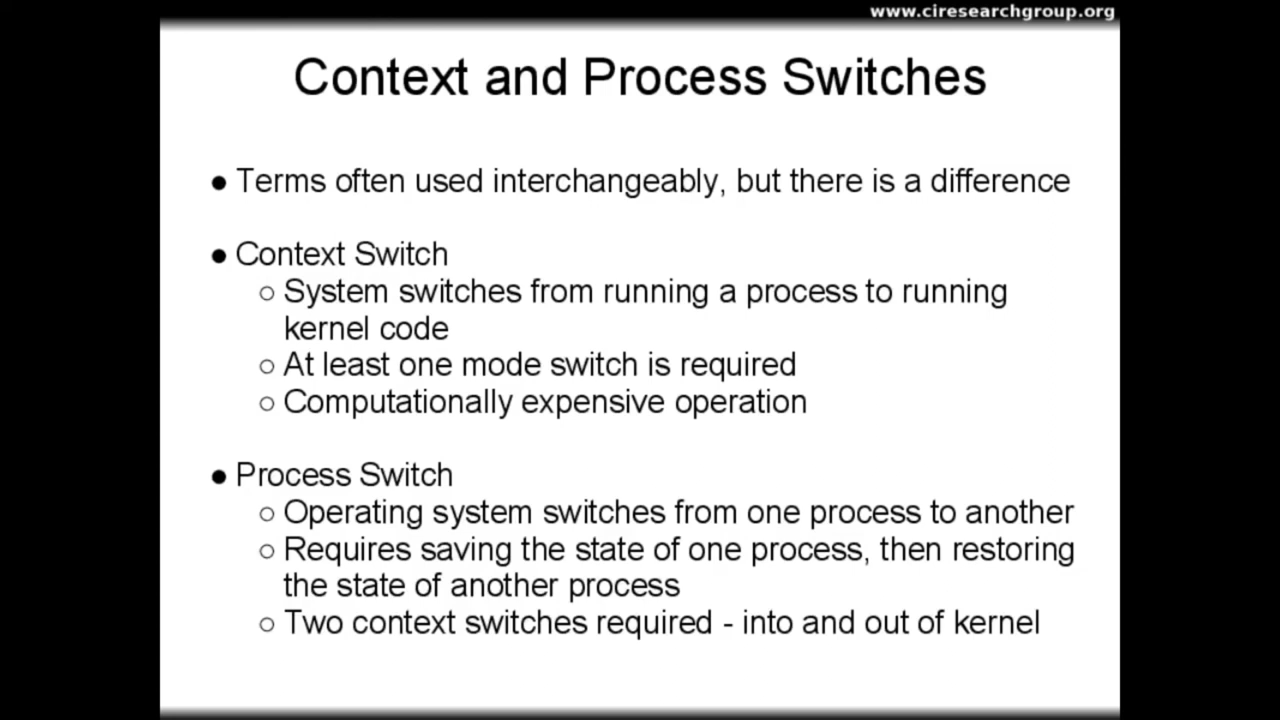 www.ciresearchgroup.org
Context and Process Switches
● Terms often used interchangeably, but there is a difference
● Context Switch
○ System switches from running a process to running
kernel code
○ At least one mode switch is required
○ Computationally expensive operation
● Process Switch
○ Operating system switches from one process to another
○ Requires saving the state of one process, then restoring
the state of another process
○ Two context switches required - into and out of kernel